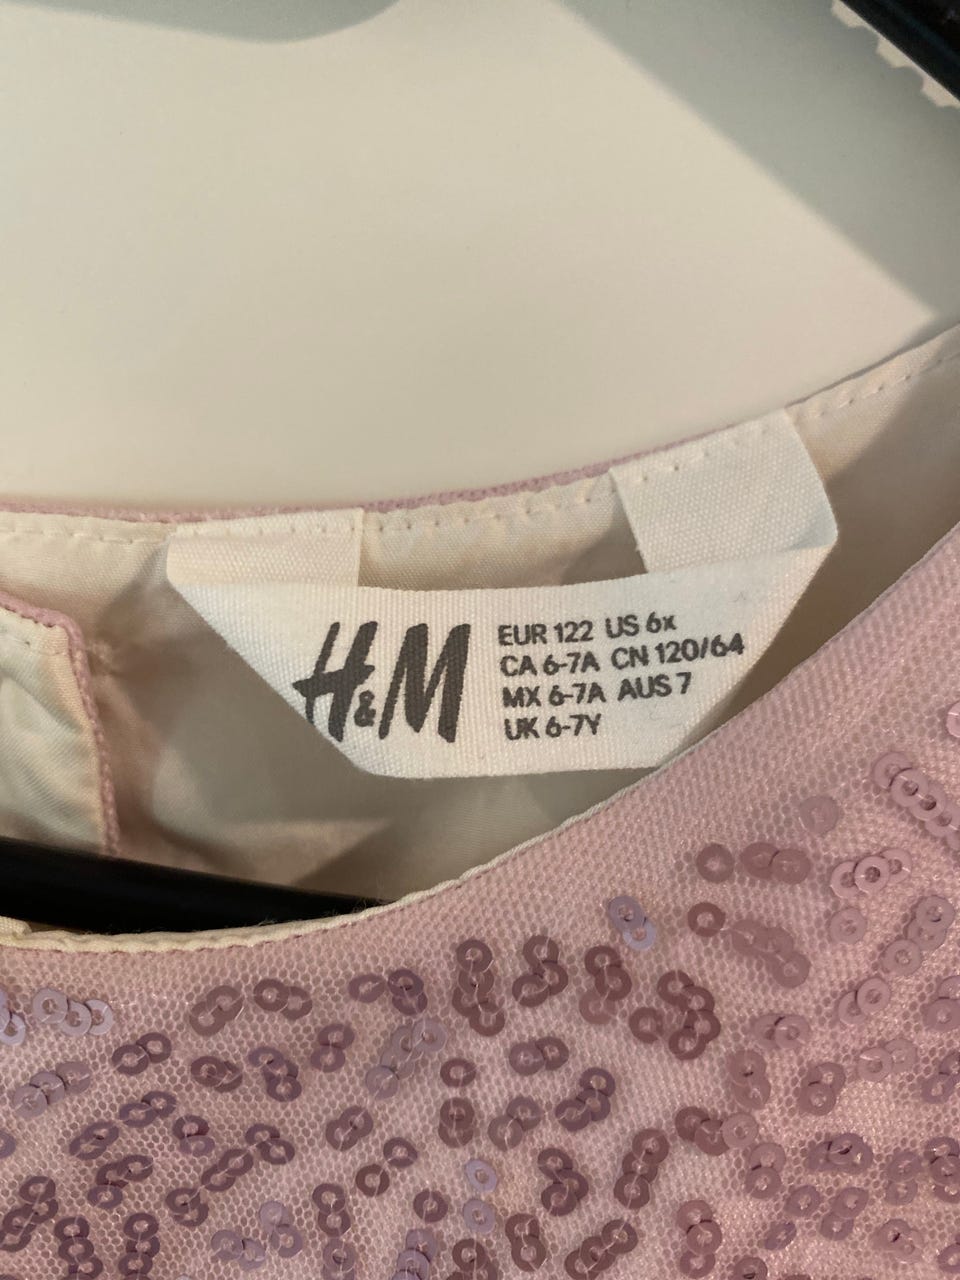 H&M
EUR 122 US 6x
CA 6-7A CN 120/64
MX 6-7A AUS 7
UK 6-7Y